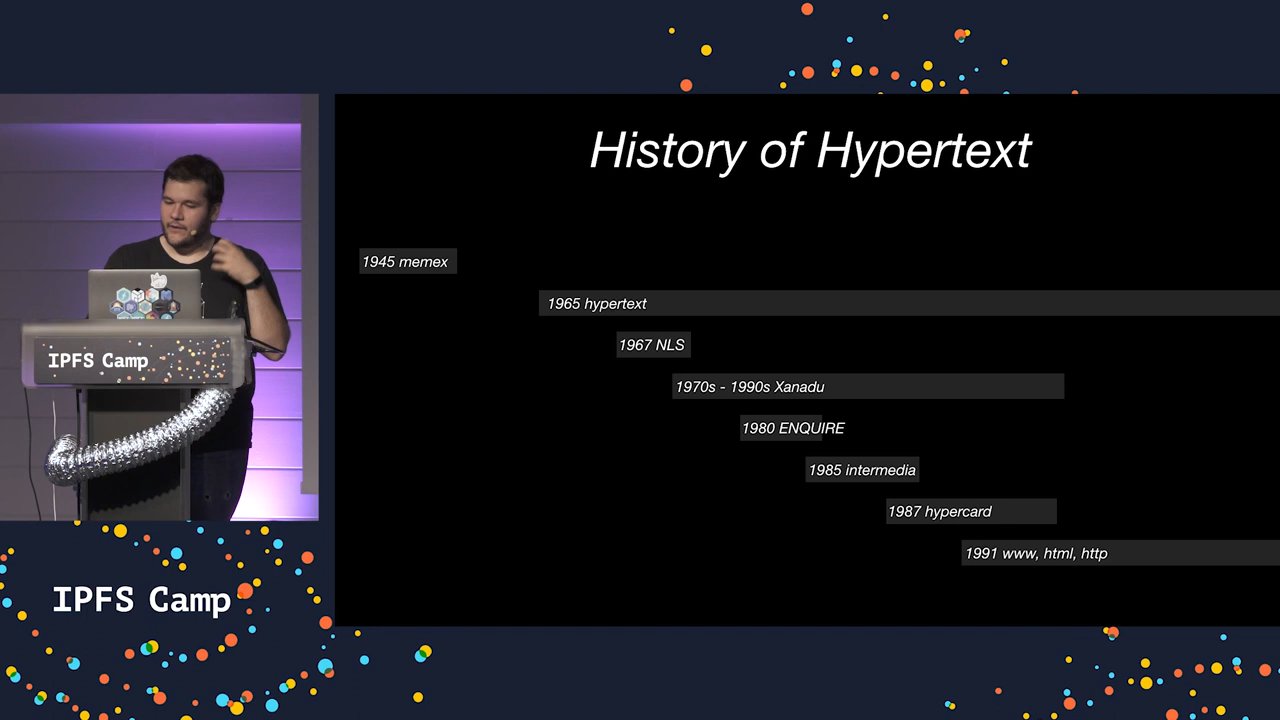 History of Hypertext
1945 memex
1965 hypertext
1967 NLS
1970s - 1990s Xanadu
1980 ENQUIRE
1985 intermedia
1987 hypercard
1991 www, html, http
IPFS Camp
IPFS Camp